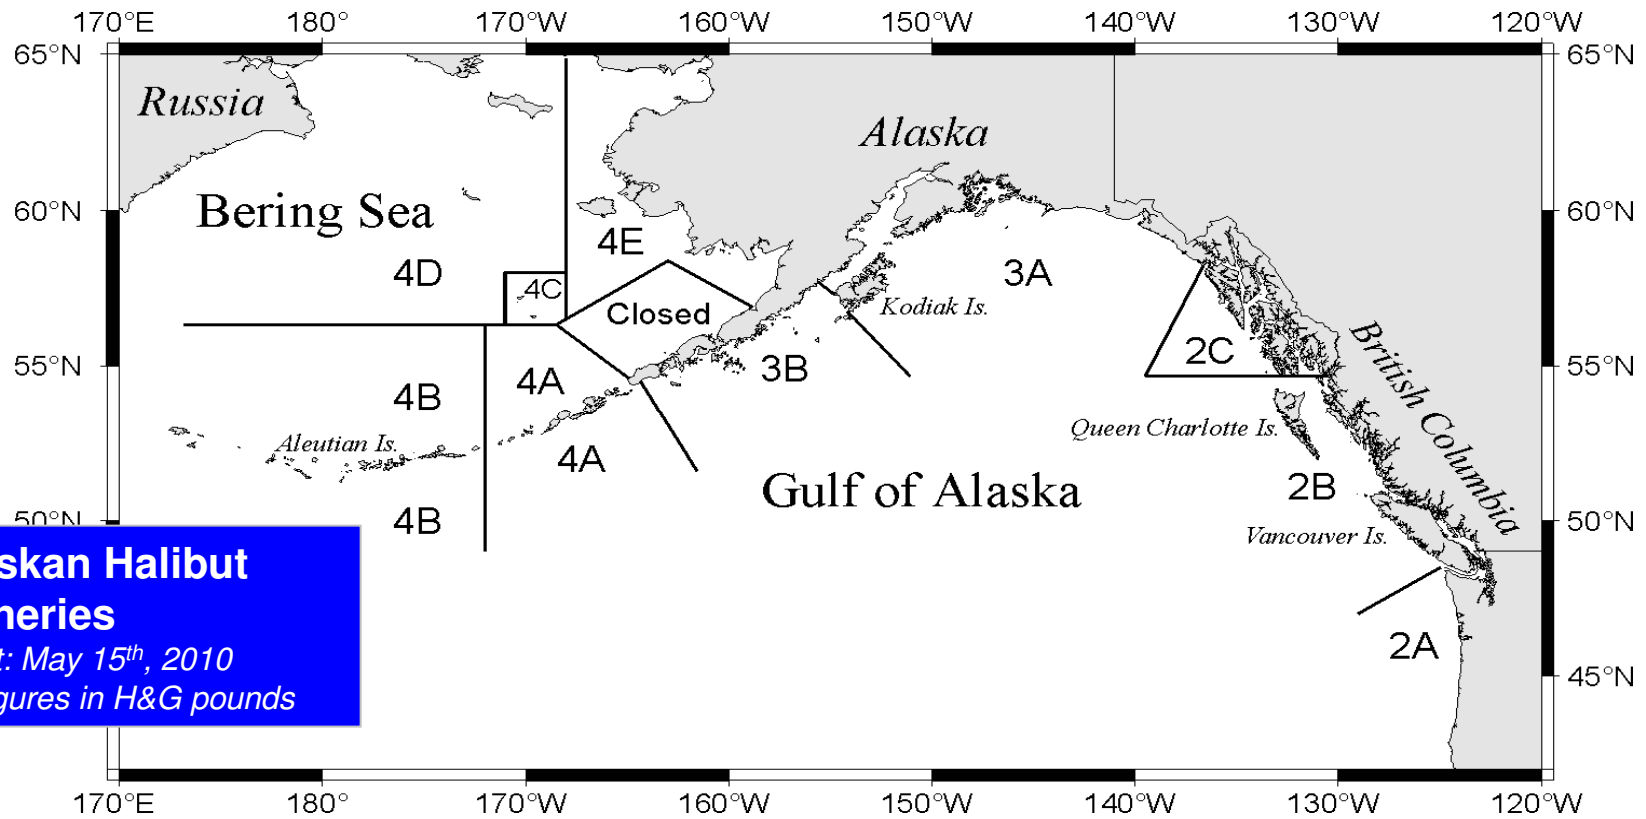 170°E 180° 170°W 160°W 150°W 140°W 130°W 120°W
65°N 65°N
Russia
Alaska
Bering Sea
60°N 60°N
4E
4D
3A
4C
Closed
Kodiak Is.
2C
55°N 55°N
3B
4A
4B
British Columbia
Queen Charlotte Is.
Aleutian Is.
4A
Gulf of Alaska
2B
50°N 50°N
4B
Vancouver Is.
skan Halibut
neries
t: May 15th, 2010
gures in H&G pounds
2A
45°N
170°E 180° 170°W 160°W 150°W 140°W 130°W 120°W